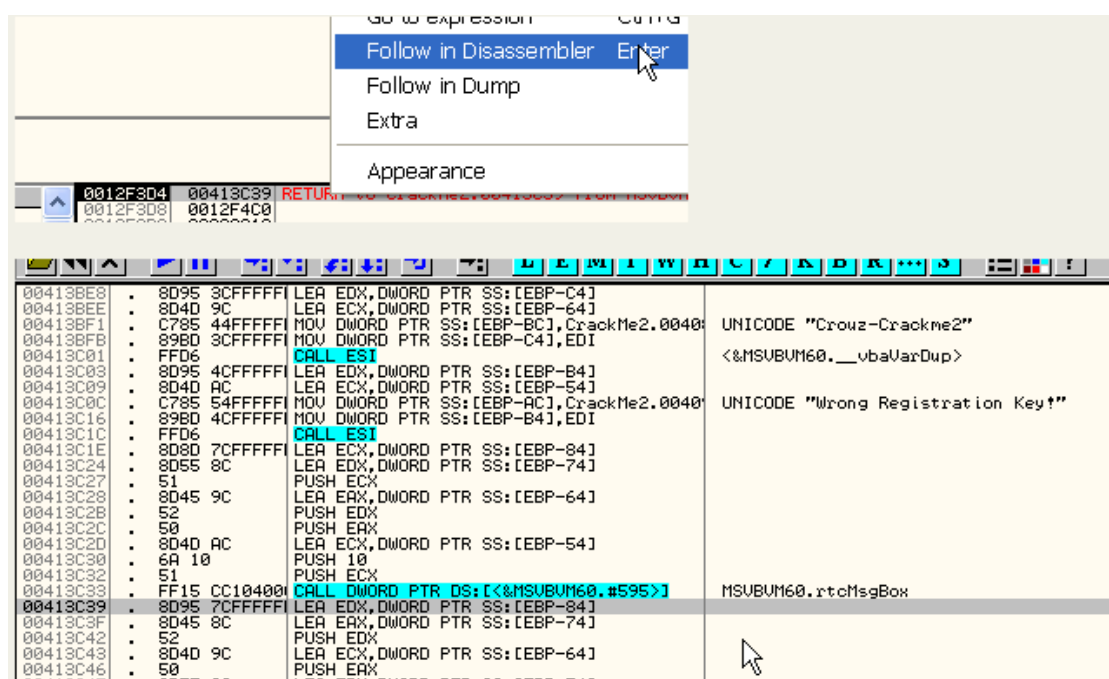 Go to expression Ctrl+G
Follow in Disassembler Enter
Follow in Dump
Extra
Appearance
0012F3D4 00413C39 RETURN to CrackMe2.00413C39 from MSVBVM
0012F3D8 0012F4C0
L E M T W H C / K B R ... S ?
00413BE8 . 8D95 3CFFFFFF LEA EDX,DWORD PTR SS:[EBP-C4]
00413BEE . 8D4D 9C LEA ECX,DWORD PTR SS:[EBP-64]
00413BF1 . C785 44FFFFFF MOV DWORD PTR SS:[EBP-BC],CrackMe2.0040 UNICODE "Crouz-Crackme2"
00413BFB . 89BD 3CFFFFFF MOV DWORD PTR SS:[EBP-C4],EDI
00413C01 . FFD6 CALL ESI <&MSVBVM60.__vbaVarDup>
00413C03 . 8D95 4CFFFFFF LEA EDX,DWORD PTR SS:[EBP-B4]
00413C09 . 8D4D AC LEA ECX,DWORD PTR SS:[EBP-54]
00413C0C . C785 54FFFFFF MOV DWORD PTR SS:[EBP-AC],CrackMe2.0040 UNICODE "Wrong Registration Key!"
00413C16 . 89BD 4CFFFFFF MOV DWORD PTR SS:[EBP-B4],EDI
00413C1C . FFD6 CALL ESI
00413C1E . 8D8D 7CFFFFFF LEA ECX,DWORD PTR SS:[EBP-84]
00413C24 . 8D55 8C LEA EDX,DWORD PTR SS:[EBP-74]
00413C27 . 51 PUSH ECX
00413C28 . 8D45 9C LEA EAX,DWORD PTR SS:[EBP-64]
00413C2B . 52 PUSH EDX
00413C2C . 50 PUSH EAX
00413C2D . 8D4D AC LEA ECX,DWORD PTR SS:[EBP-54]
00413C30 . 6A 10 PUSH 10
00413C32 . 51 PUSH ECX
00413C33 . FF15 CC104000 CALL DWORD PTR DS:[<&MSVBVM60.#595>] MSVBVM60.rtcMsgBox
00413C39 . 8D95 7CFFFFFF LEA EDX,DWORD PTR SS:[EBP-84]
00413C3F . 8D45 8C LEA EAX,DWORD PTR SS:[EBP-74]
00413C42 . 52 PUSH EDX
00413C43 . 8D4D 9C LEA ECX,DWORD PTR SS:[EBP-64]
00413C46 . 50 PUSH EAX